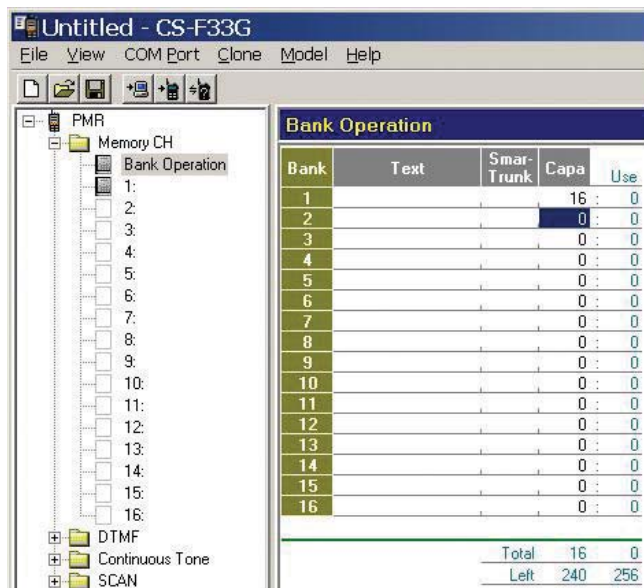 Untitled - CS-F33G
File View COM Port Clone Model Help
PMR
Memory CH
Bank Operation
1:
2:
3:
4:
5:
6:
7:
8:
9:
10:
11:
12:
13:
14:
15:
16:
DTMF
Continuous Tone
SCAN
Bank Operation
Bank Text Smar-Trunk Capa Use
1 16 : 0
2 0 : 0
3 0 : 0
4 0 : 0
5 0 : 0
6 0 : 0
7 0 : 0
8 0 : 0
9 0 : 0
10 0 : 0
11 0 : 0
12 0 : 0
13 0 : 0
14 0 : 0
15 0 : 0
16 0 : 0
Total 16 0
Left 240 256